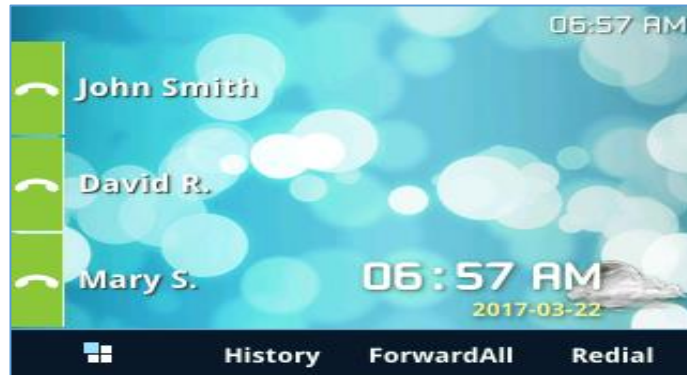 06:57 AM
John Smith
David R.
Mary S.
06:57 AM
2017-03-22
History ForwardAll Redial